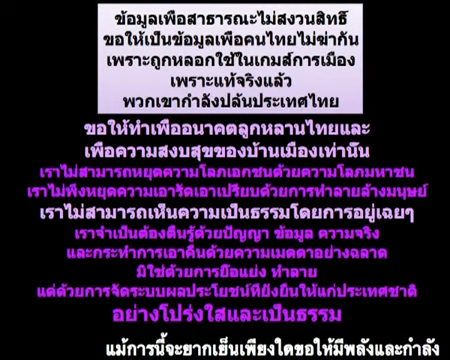 ข้อมูลเพื่อสาธารณะไม่สงวนสิทธิ์
ขอให้เป็นข้อมูลเพื่อคนไทยไม่ฆ่ากัน
เพราะถูกหลอกใช้ในเกมส์การเมือง
เพราะแท้จริงแล้ว
พวกเขากำลังปล้นประเทศไทย
ขอให้ทำเพื่ออนาคตลูกหลานไทยและ
เพื่อความสงบสุขของบ้านเมืองเท่านั้น
เราไม่สามารถหยุดความโลภเอกชนด้วยความโลภมหาชน
เราไม่พึงหยุดความเอารัดเอาเปรียบด้วยการทำลายล้างมนุษย์
เราไม่สามารถเห็นความเป็นธรรมโดยการอยู่เฉยๆ
เราจำเป็นต้องตื่นรู้ด้วยปัญญา ข้อมูล ความจริง
และกระทำการเอาคืนด้วยความเมตตาอย่างฉลาด
มิใช่ด้วยการยื้อแย่ง ทำลาย
แต่ด้วยการจัดระบบผลประโยชน์ที่ยั่งยืนให้แก่ประเทศชาติ
อย่างโปร่งใสและเป็นธรรม
แม้การนี้จะยากเย็นเพียงใดขอให้มีพลังและกำลัง